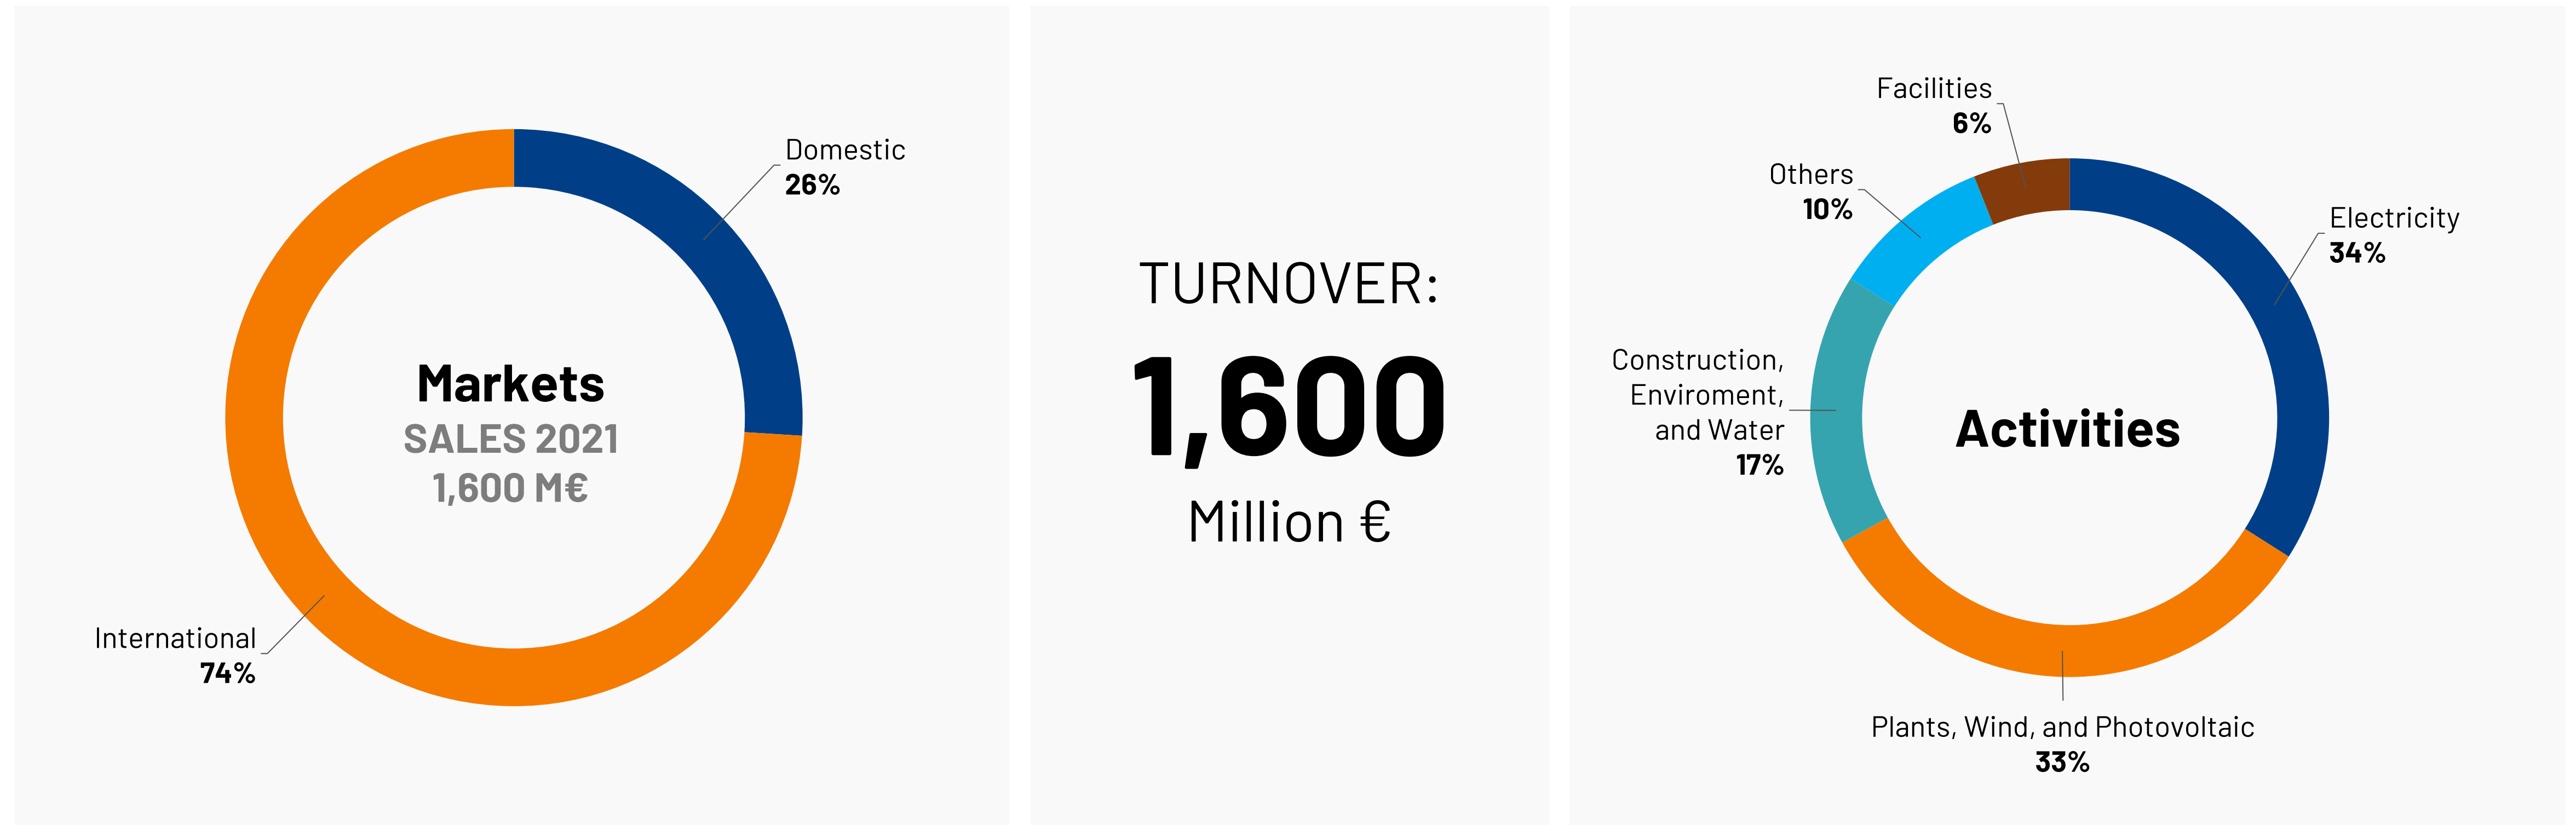 Domestic
26%
Markets
SALES 2021
1,600 M€
International
74%
TURNOVER:
1,600
Million €
Facilities
6%
Others
10%
Electricity
34%
Construction,
Enviroment,
and Water
17%
Activities
Plants, Wind, and Photovoltaic
33%